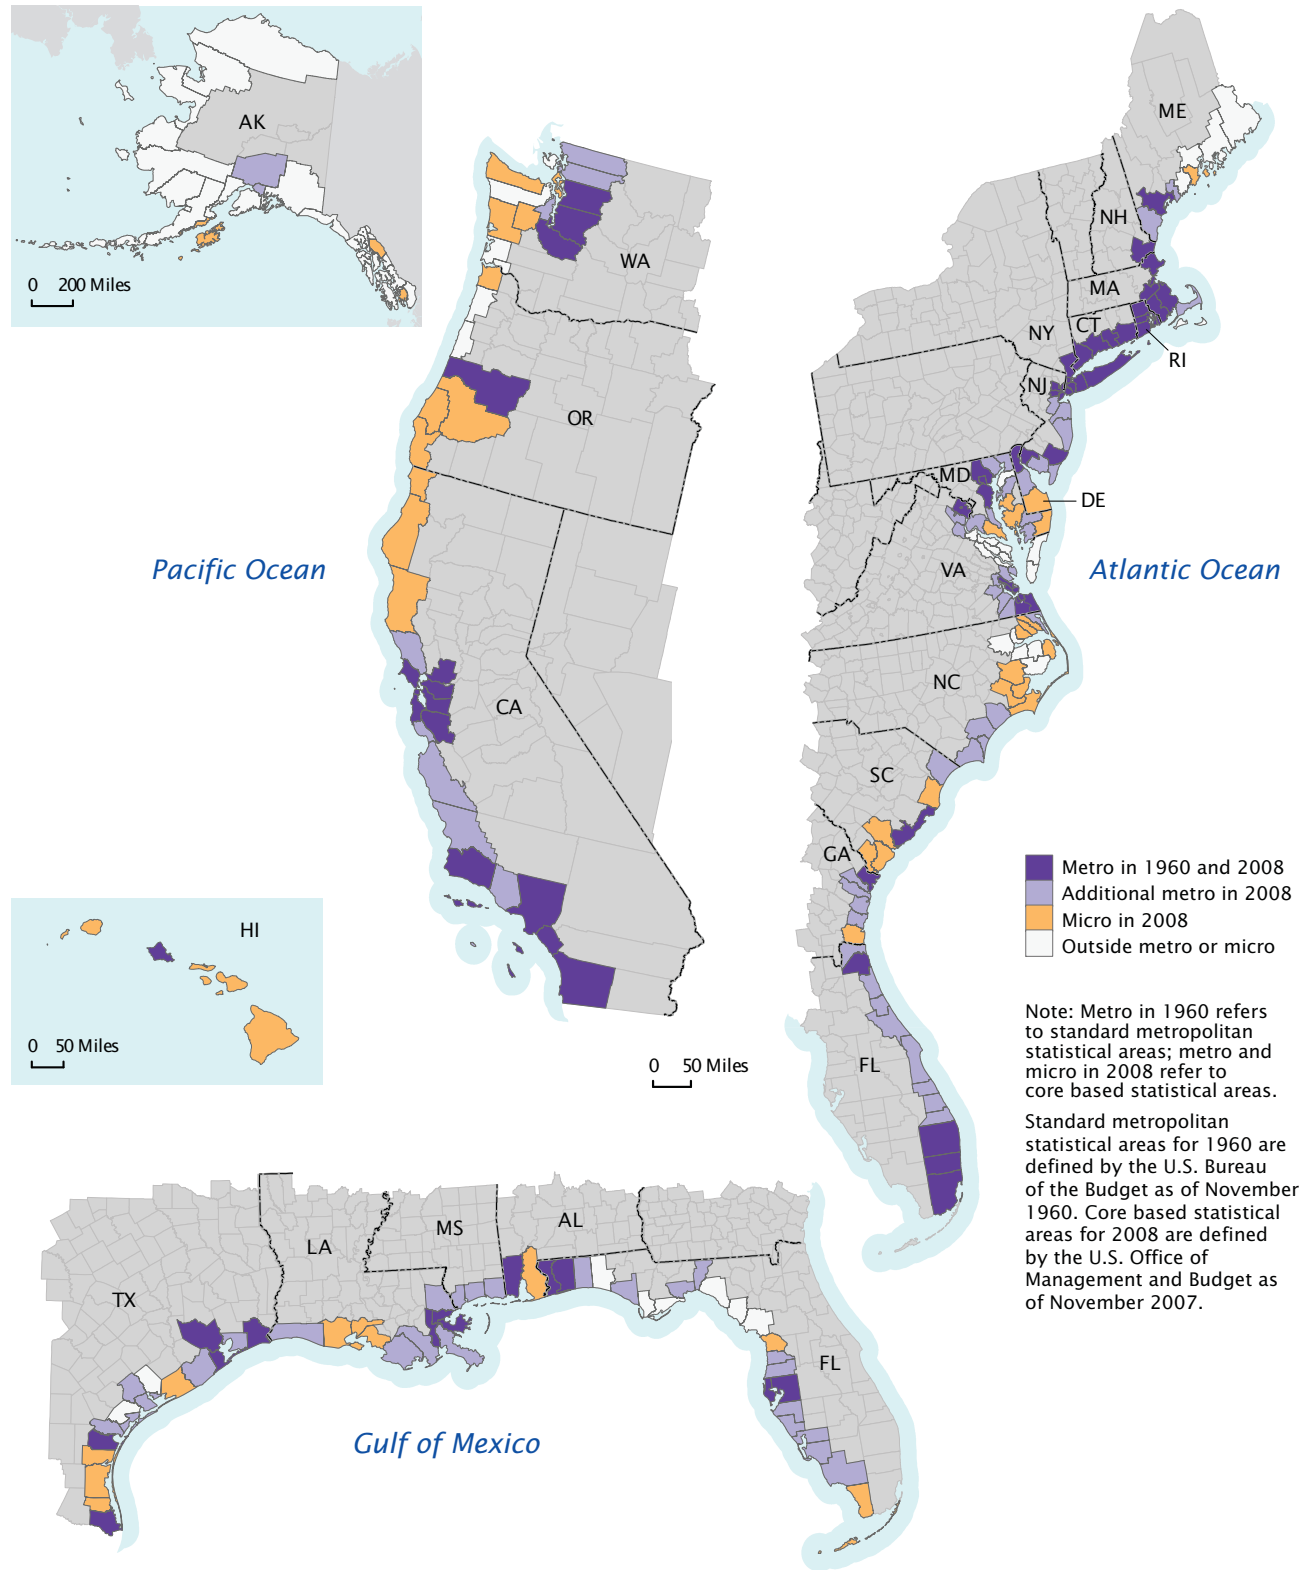 AK
0 200 Miles
WA
OR
CA
Pacific Ocean
HI
0 50 Miles
0 50 Miles
ME
NH
MA
NY
CT
RI
NJ
MD
DE
VA
Atlantic Ocean
NC
SC
GA
FL
Metro in 1960 and 2008
Additional metro in 2008
Micro in 2008
Outside metro or micro
Note: Metro in 1960 refers
to standard metropolitan
statistical areas; metro and
micro in 2008 refer to
core based statistical areas.
Standard metropolitan
statistical areas for 1960 are
defined by the U.S. Bureau
of the Budget as of November
1960. Core based statistical
areas for 2008 are defined
by the U.S. Office of
Management and Budget as
of November 2007.
TX
LA
MS
AL
FL
Gulf of Mexico